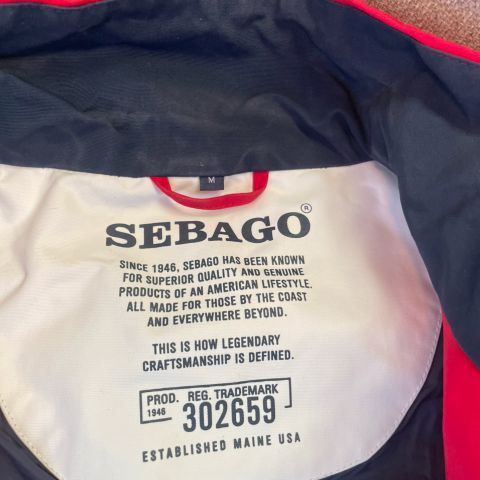 M
SEBAGO®
SINCE 1946, SEBAGO HAS BEEN KNOWN
FOR SUPERIOR QUALITY AND GENUINE
PRODUCTS OF AN AMERICAN LIFESTYLE.
ALL MADE FOR THOSE BY THE COAST
AND EVERYWHERE BEYOND.
THIS IS HOW LEGENDARY
CRAFTSMANSHIP IS DEFINED.
PROD. REG. TRADEMARK
1946 302659
ESTABLISHED MAINE USA